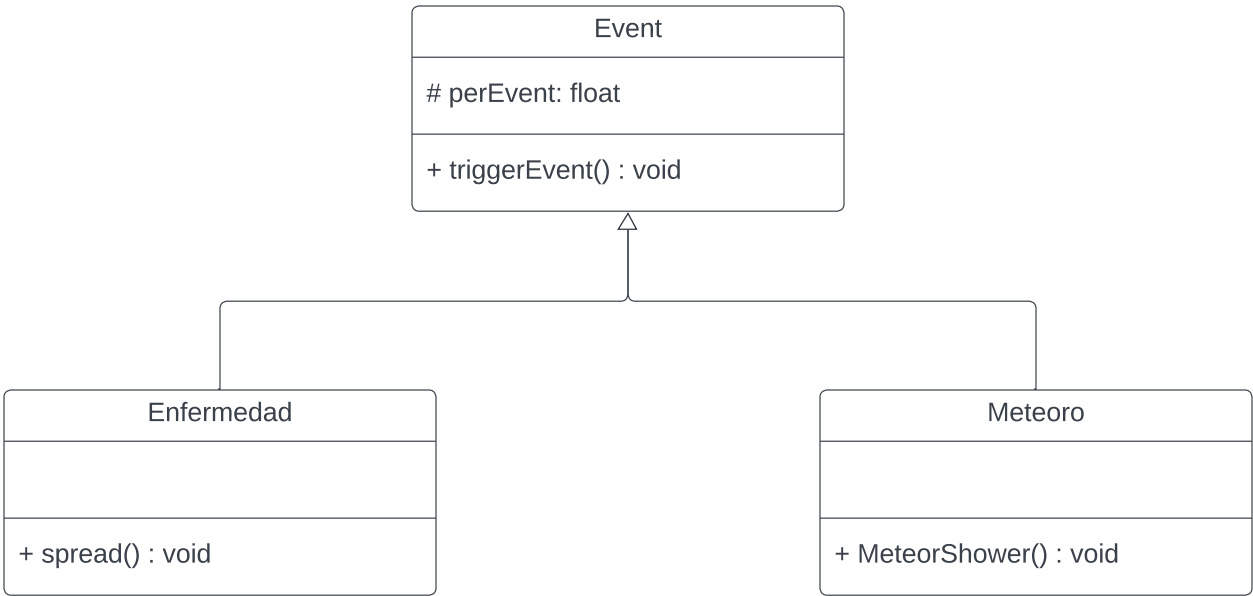 Event
# perEvent: float
+ triggerEvent() : void
Enfermedad
+ spread() : void
Meteoro
+ MeteorShower() : void